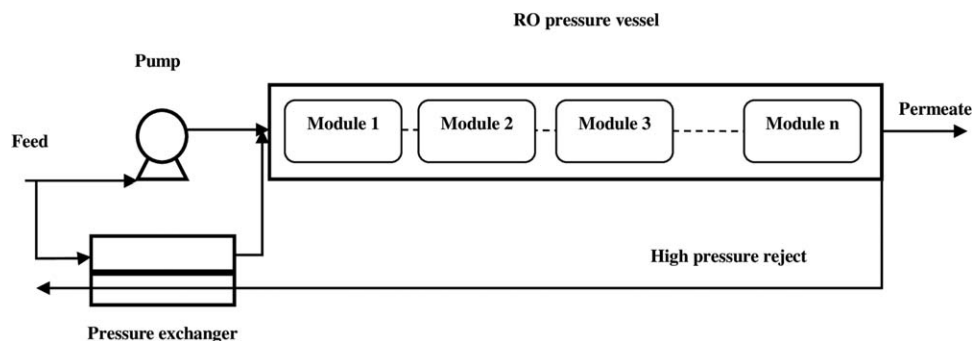 RO pressure vessel
Pump
Feed
Module 1
Module 2
Module 3
Module n
Permeate
High pressure reject
Pressure exchanger